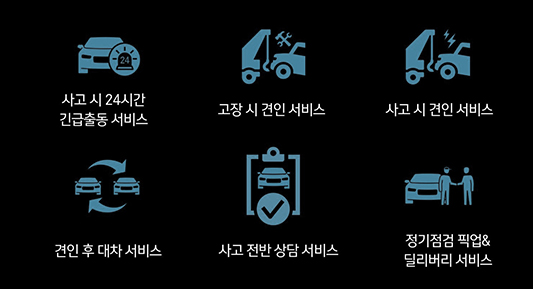 24
사고 시 24시간
긴급출동 서비스
고장 시 견인 서비스
사고 시 견인 서비스
견인 후 대차 서비스
사고 전반 상담 서비스
정기점검 픽업&
딜리버리 서비스